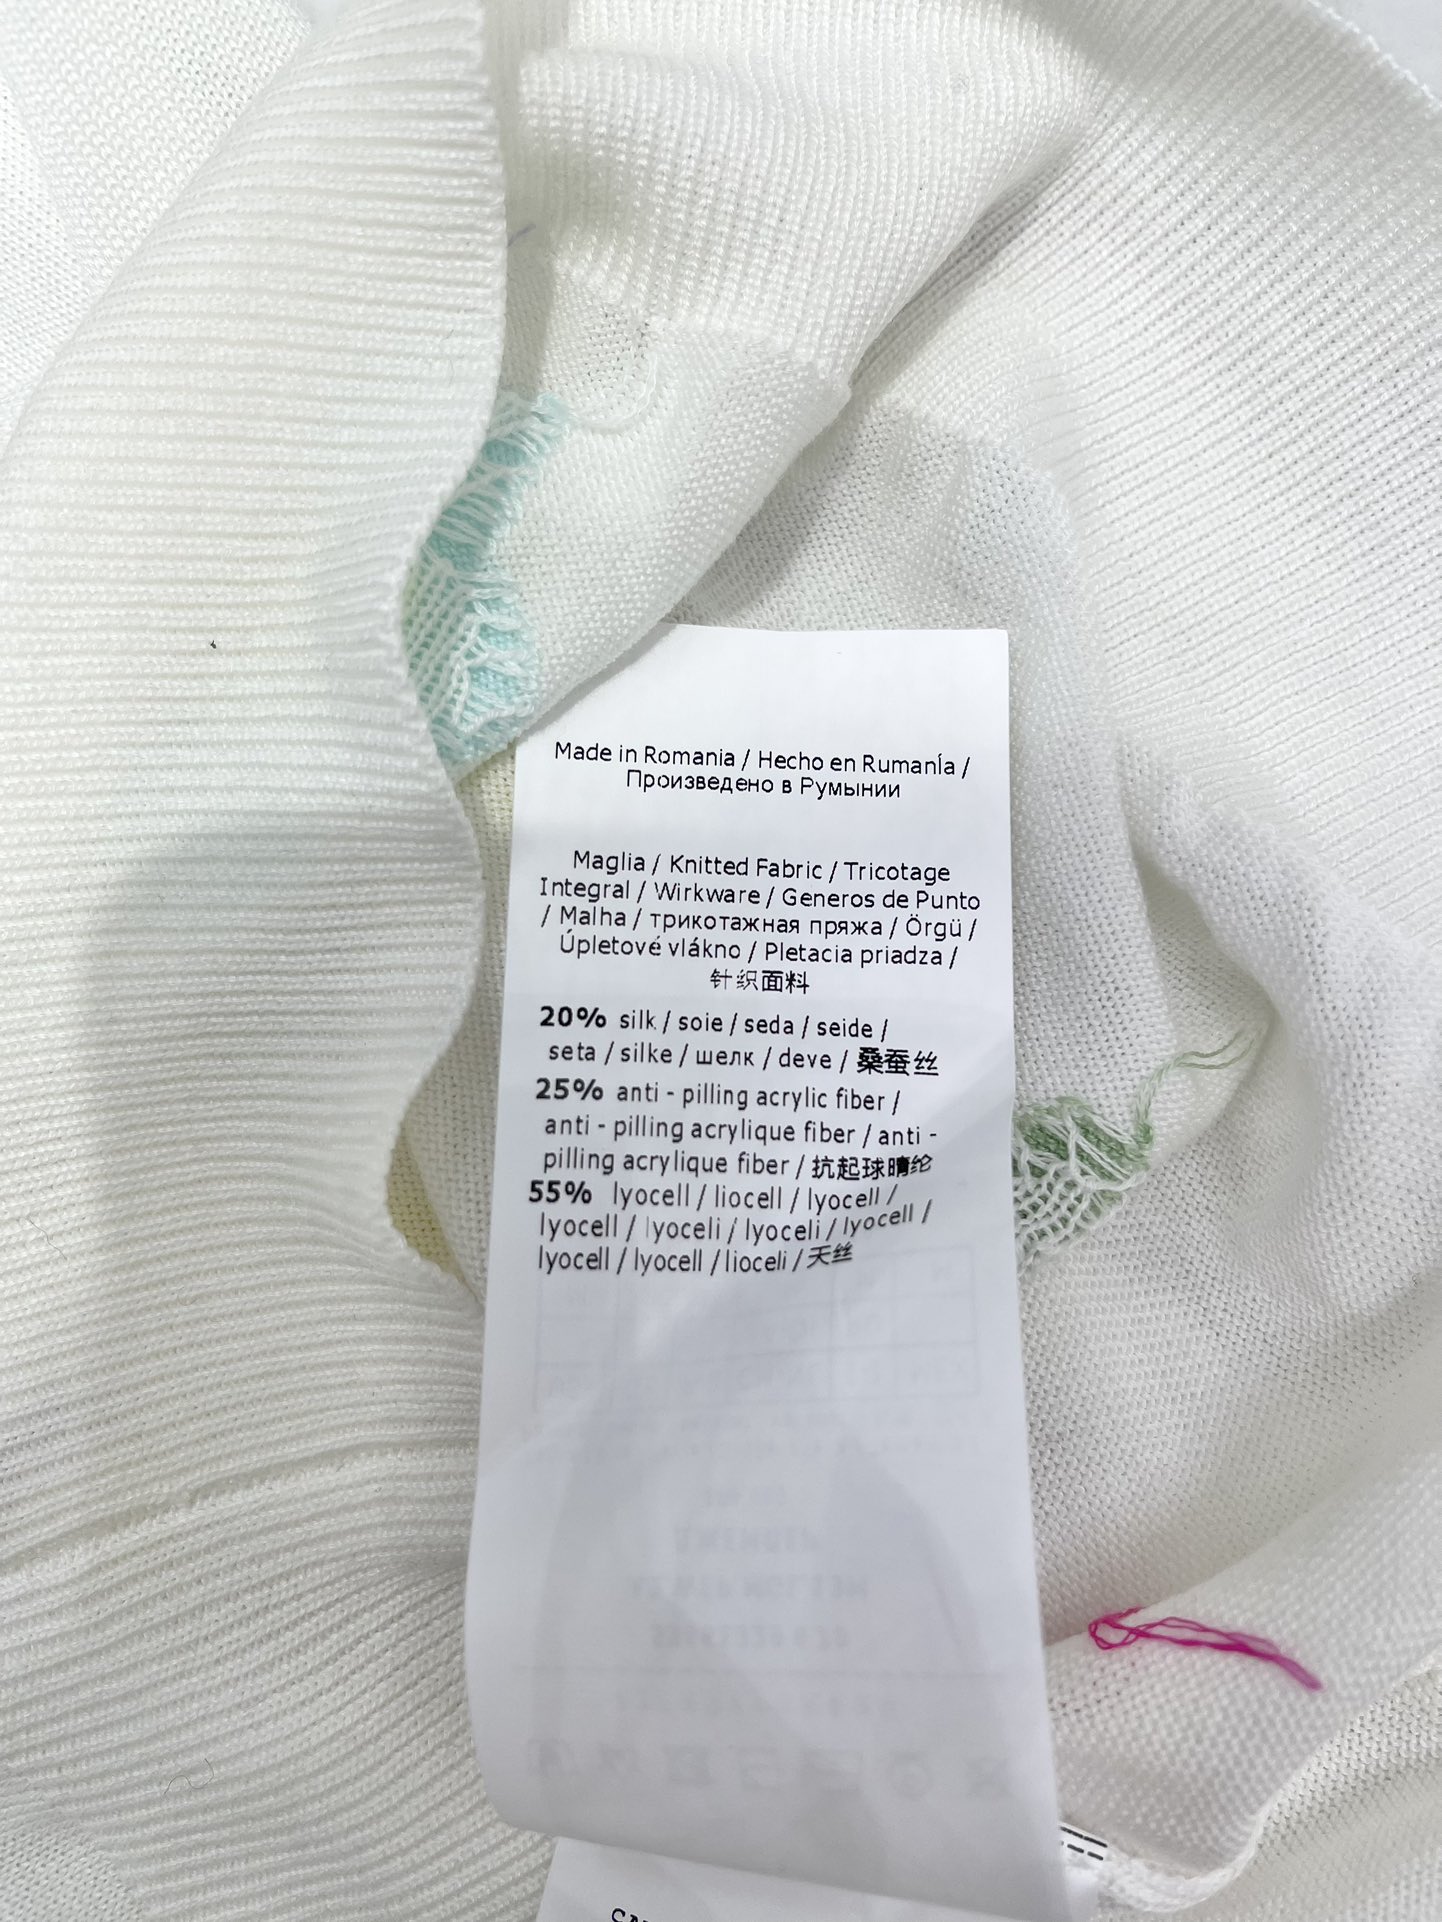 Made in Romania / Hecho en RumanÍa /
Произведено в Румынии
Maglia / Knitted Fabric / Tricotage
Integral / Wirkware / Generos de Punto
/ Malha / трикотажная пряжа / Örgü /
Úpletové vlákno / Pletacia priadza /
针织面料
20% silk / soie / seda / seide /
seta / silke / шелк / deve / 桑蚕丝
25% anti - pilling acrylic fiber /
anti - pilling acrylique fiber / anti -
pilling acrylique fiber / 抗起球晴纶
55% lyocell / liocell / lyocell /
lyocell / lyoceli / lyoceli / lyocell /
lyocell / lyocell / lioceli / 天丝